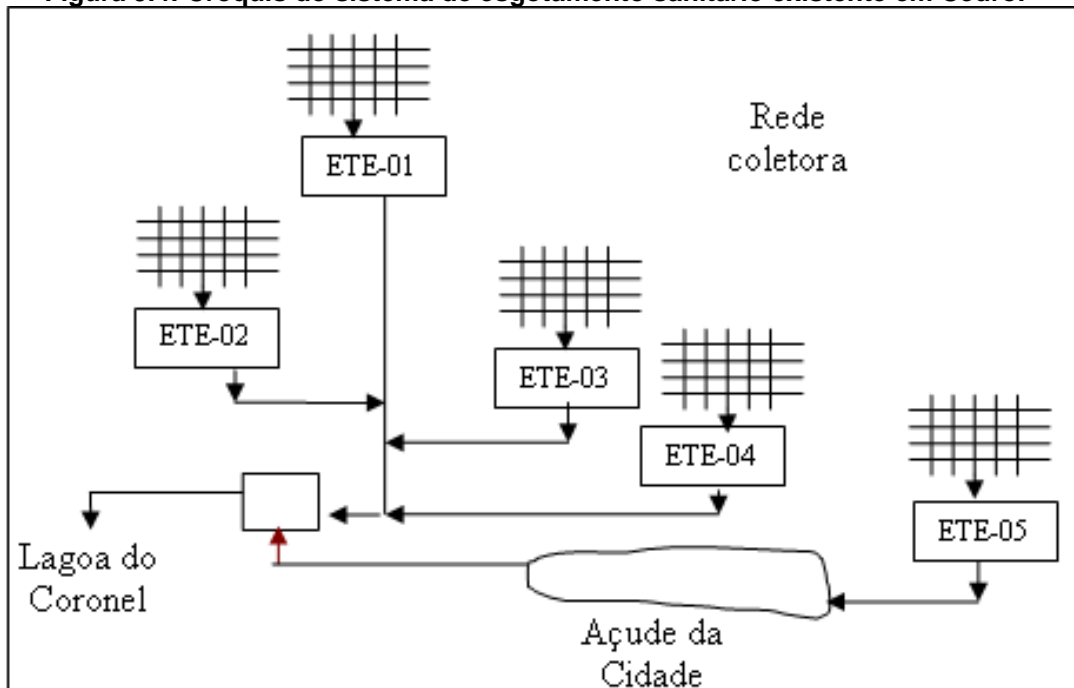 Rede
coletora
ETE-01
ETE-02
ETE-03
ETE-04
ETE-05
Lagoa do
Coronel
Açude da
Cidade